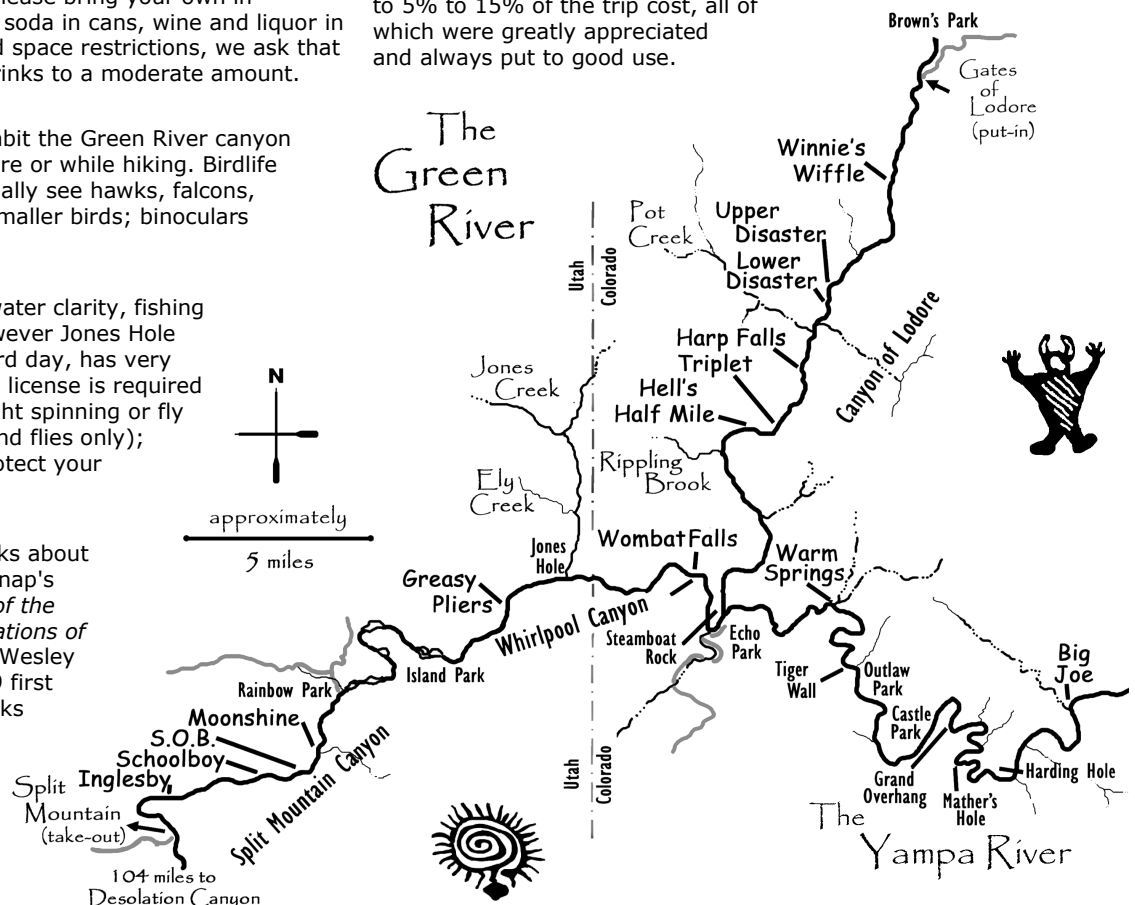 lease bring your own in
soda in cans, wine and liquor in
d space restrictions, we ask that
rinks to a moderate amount.
to 5% to 15% of the trip cost, all of
which were greatly appreciated
and always put to good use.
abit the Green River canyon
re or while hiking. Birdlife
ally see hawks, falcons,
maller birds; binoculars
water clarity, fishing
wever Jones Hole
rd day, has very
license is required
ht spinning or fly
nd flies only);
otect your
ks about
nap's
of the
ations of
Wesley
first
ks
The
Green
River
Brown's Park
Gates
of
Lodore
(put-in)
Winnie's
Wiffle
Pot
Creek
Upper
Disaster
Lower
Disaster
Utah
Colorado
Harp Falls
Triplet
Hell's
Half Mile
Canyon of Lodore
Jones
Creek
Rippling
Brook
Ely
Creek
N
approximately
5 miles
Jones
Hole
Wombat Falls
Warm
Springs
Greasy
Pliers
Whirlpool Canyon
Steamboat
Rock
Echo
Park
Tiger
Wall
Outlaw
Park
Castle
Park
Big
Joe
Island Park
Rainbow Park
Moonshine
S.O.B.
Schoolboy
Inglesby
Split
Mountain
(take-out)
Split Mountain Canyon
104 miles to
Desolation Canyon
Utah
Colorado
Grand
Overhang
Mather's
Hole
Harding Hole
The
Yampa River